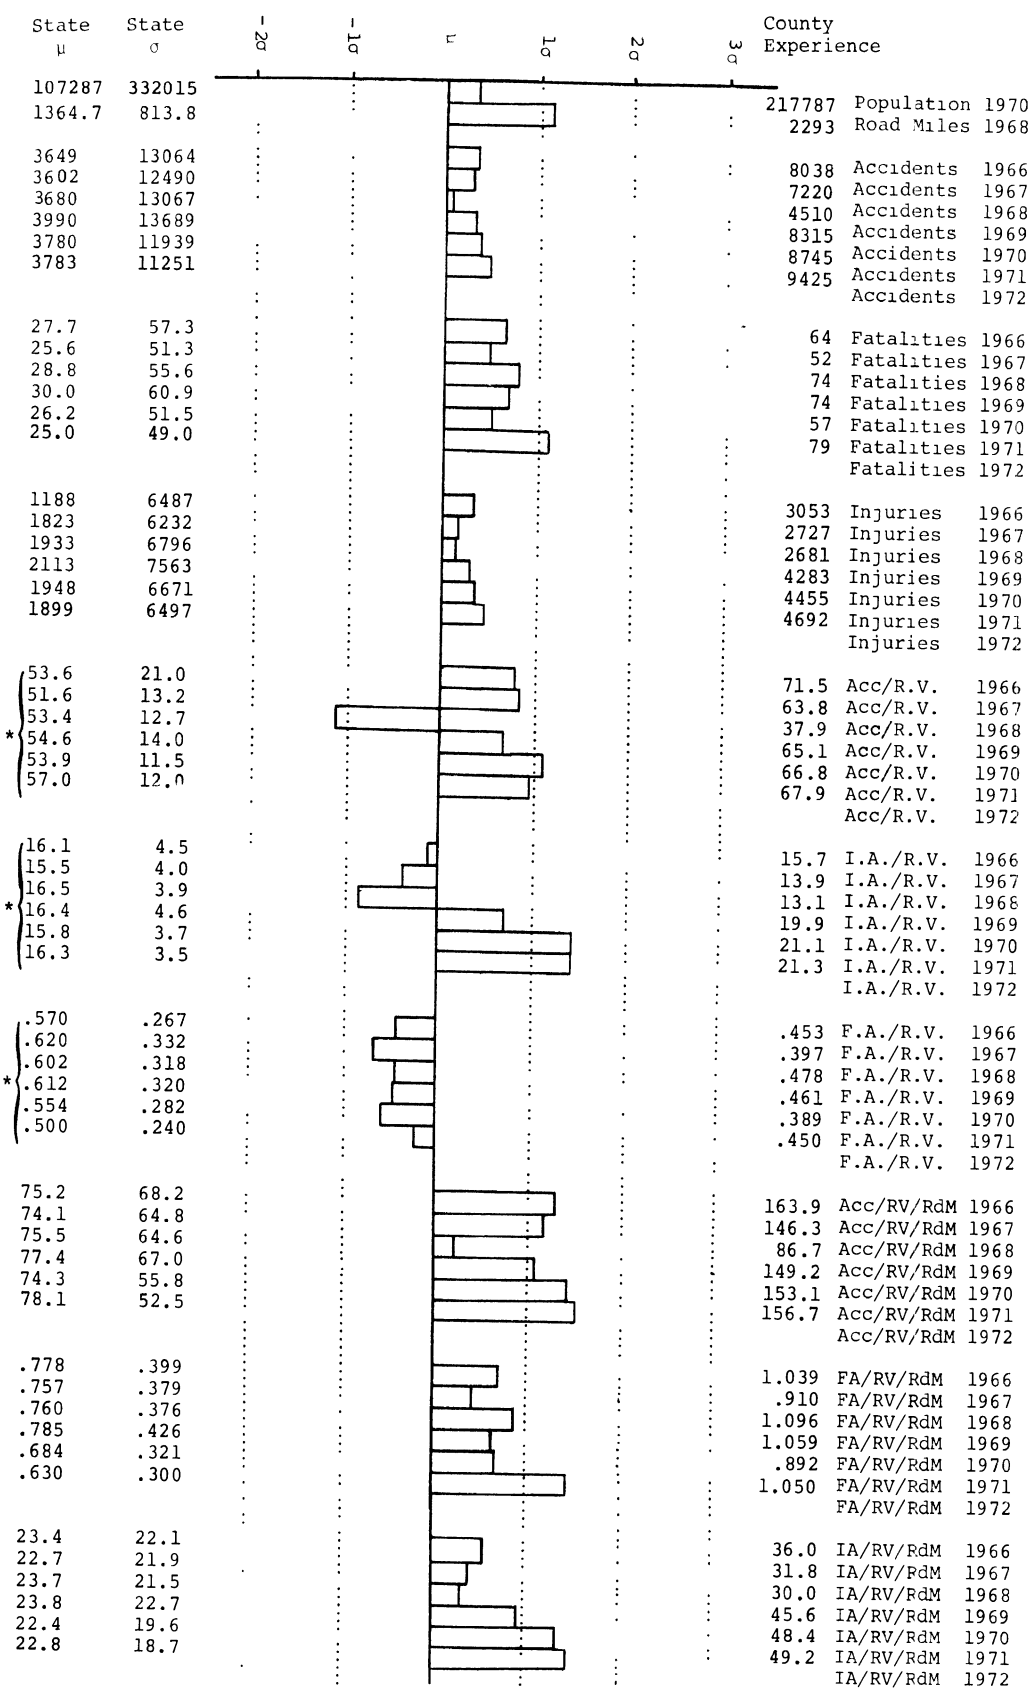 State State -2σ -1σ μ 1σ 2σ 3σ County
μ σ Experience
107287 332015 217787 Population 1970
1364.7 813.8 2293 Road Miles 1968
3649 13064 8038 Accidents 1966
3602 12490 7220 Accidents 1967
3680 13067 4510 Accidents 1968
3990 13689 8315 Accidents 1969
3780 11939 8745 Accidents 1970
3783 11251 9425 Accidents 1971
Accidents 1972
27.7 57.3 64 Fatalities 1966
25.6 51.3 52 Fatalities 1967
28.8 55.6 74 Fatalities 1968
30.0 60.9 74 Fatalities 1969
26.2 51.5 57 Fatalities 1970
25.0 49.0 79 Fatalities 1971
Fatalities 1972
1188 6487 3053 Injuries 1966
1823 6232 2727 Injuries 1967
1933 6796 2681 Injuries 1968
2113 7563 4283 Injuries 1969
1948 6671 4455 Injuries 1970
1899 6497 4692 Injuries 1971
Injuries 1972
53.6 21.0 71.5 Acc/R.V. 1966
51.6 13.2 63.8 Acc/R.V. 1967
53.4 12.7 37.9 Acc/R.V. 1968
* 54.6 14.0 65.1 Acc/R.V. 1969
53.9 11.5 66.8 Acc/R.V. 1970
57.0 12.0 67.9 Acc/R.V. 1971
Acc/R.V. 1972
16.1 4.5 15.7 I.A./R.V. 1966
15.5 4.0 13.9 I.A./R.V. 1967
16.5 3.9 13.1 I.A./R.V. 1968
* 16.4 4.6 19.9 I.A./R.V. 1969
15.8 3.7 21.1 I.A./R.V. 1970
16.3 3.5 21.3 I.A./R.V. 1971
I.A./R.V. 1972
.570 .267 .453 F.A./R.V. 1966
.620 .332 .397 F.A./R.V. 1967
.602 .318 .478 F.A./R.V. 1968
* .612 .320 .461 F.A./R.V. 1969
.554 .282 .389 F.A./R.V. 1970
.500 .240 .450 F.A./R.V. 1971
F.A./R.V. 1972
75.2 68.2 163.9 Acc/RV/RdM 1966
74.1 64.8 146.3 Acc/RV/RdM 1967
75.5 64.6 86.7 Acc/RV/RdM 1968
77.4 67.0 149.2 Acc/RV/RdM 1969
74.3 55.8 153.1 Acc/RV/RdM 1970
78.1 52.5 156.7 Acc/RV/RdM 1971
Acc/RV/RdM 1972
.778 .399 1.039 FA/RV/RdM 1966
.757 .379 .910 FA/RV/RdM 1967
.760 .376 1.096 FA/RV/RdM 1968
.785 .426 1.059 FA/RV/RdM 1969
.684 .321 .892 FA/RV/RdM 1970
.630 .300 1.050 FA/RV/RdM 1971
FA/RV/RdM 1972
23.4 22.1 36.0 IA/RV/RdM 1966
22.7 21.9 31.8 IA/RV/RdM 1967
23.7 21.5 30.0 IA/RV/RdM 1968
23.8 22.7 45.6 IA/RV/RdM 1969
22.4 19.6 48.4 IA/RV/RdM 1970
22.8 18.7 49.2 IA/RV/RdM 1971
IA/RV/RdM 1972